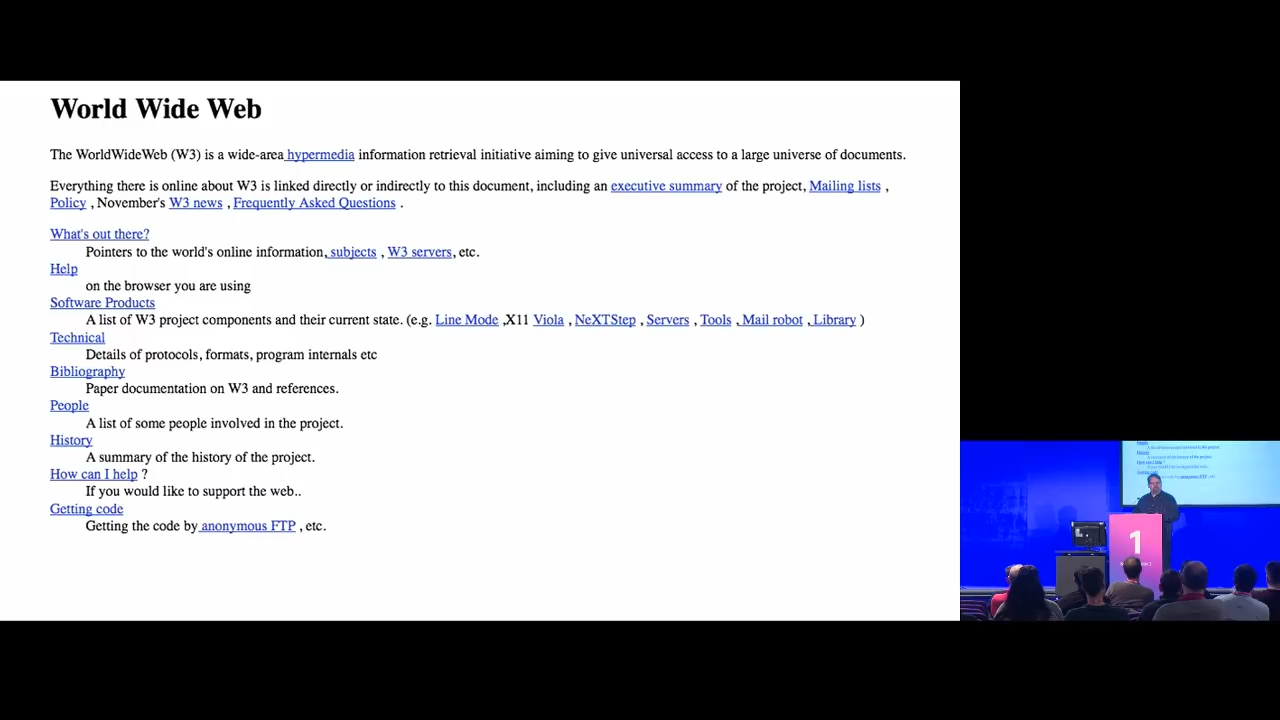 World Wide Web
The WorldWideWeb (W3) is a wide-area hypermedia information retrieval initiative aiming to give universal access to a large universe of documents.
Everything there is online about W3 is linked directly or indirectly to this document, including an executive summary of the project, Mailing lists ,
Policy , November's W3 news , Frequently Asked Questions .
What's out there?
Pointers to the world's online information, subjects , W3 servers, etc.
Help
on the browser you are using
Software Products
A list of W3 project components and their current state. (e.g. Line Mode ,X11 Viola , NeXTStep , Servers , Tools , Mail robot , Library )
Technical
Details of protocols, formats, program internals etc
Bibliography
Paper documentation on W3 and references.
People
A list of some people involved in the project.
History
A summary of the history of the project.
How can I help ?
If you would like to support the web..
Getting code
Getting the code by anonymous FTP , etc.
1